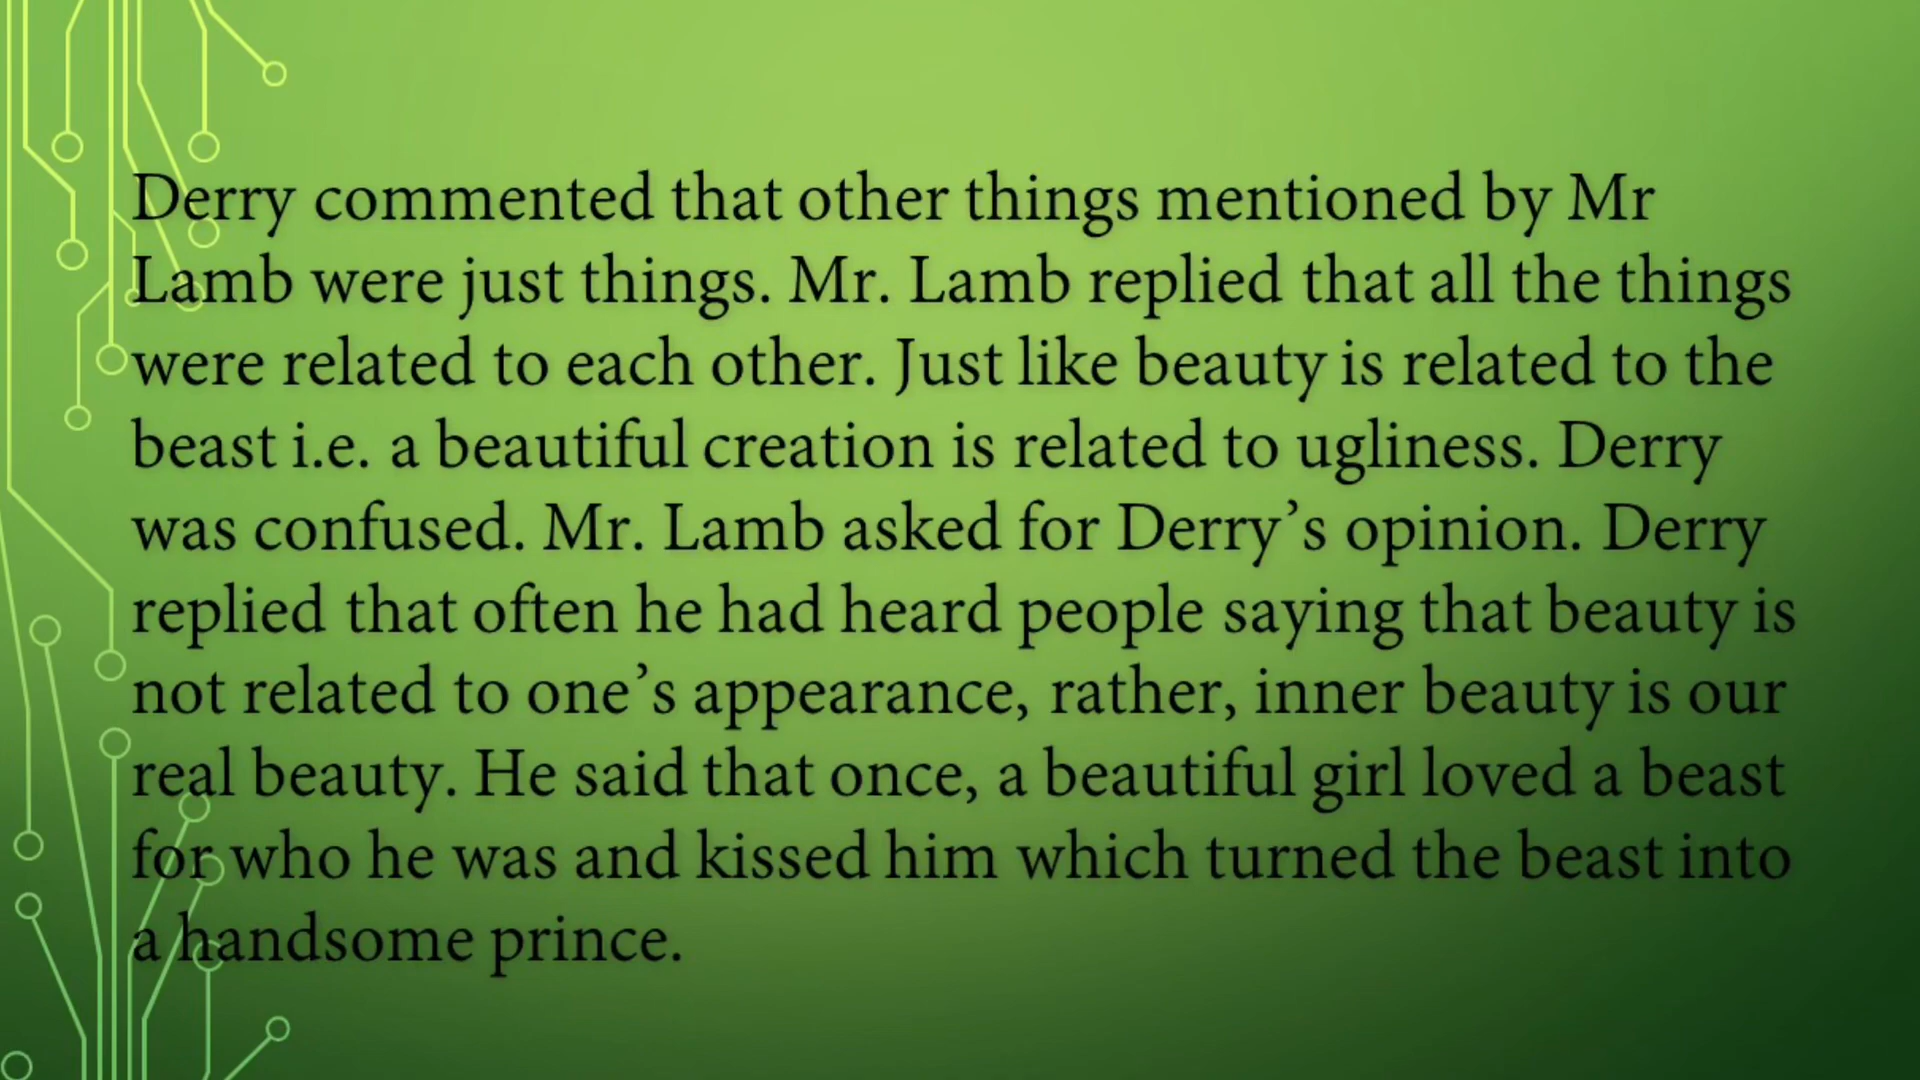 Derry commented that other things mentioned by Mr
Lamb were just things. Mr. Lamb replied that all the things
were related to each other. Just like beauty is related to the
beast i.e. a beautiful creation is related to ugliness. Derry
was confused. Mr. Lamb asked for Derry’s opinion. Derry
replied that often he had heard people saying that beauty is
not related to one’s appearance, rather, inner beauty is our
real beauty. He said that once, a beautiful girl loved a beast
for who he was and kissed him which turned the beast into
a handsome prince.